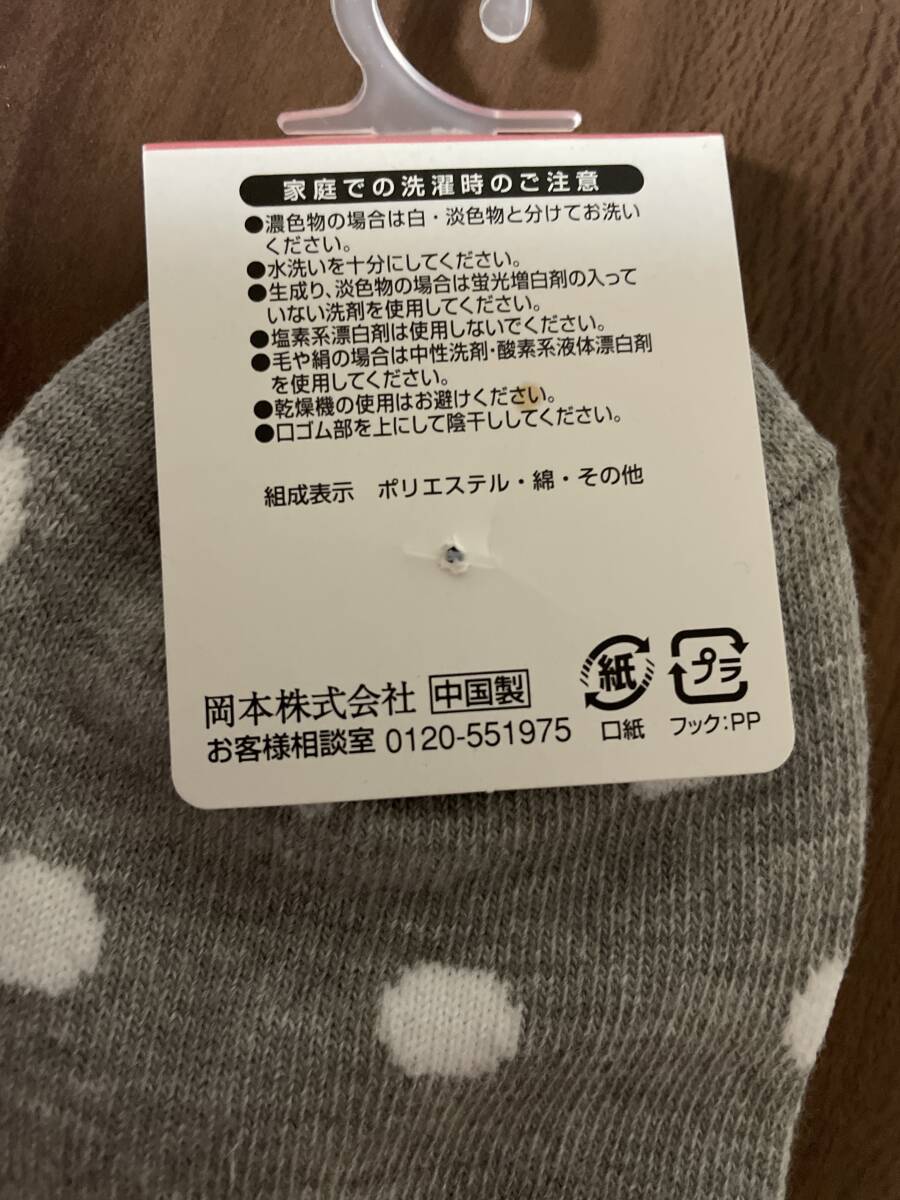 家庭での洗濯時のご注意
●濃色物の場合は白・淡色物と分けてお洗い
ください。
●水洗いを十分にしてください。
●生成り、淡色物の場合は蛍光増白剤の入って
いない洗剤を使用してください。
●塩素系漂白剤は使用しないでください。
●毛や絹の場合は中性洗剤・酸素系液体漂白剤
を使用してください。
●乾燥機の使用はお避けください。
●口ゴム部を上にして陰干ししてください。
組成表示 ポリエステル・綿・その他
岡本株式会社 中国製
お客様相談室 0120-551975
紙
口紙
プラ
フック:PP